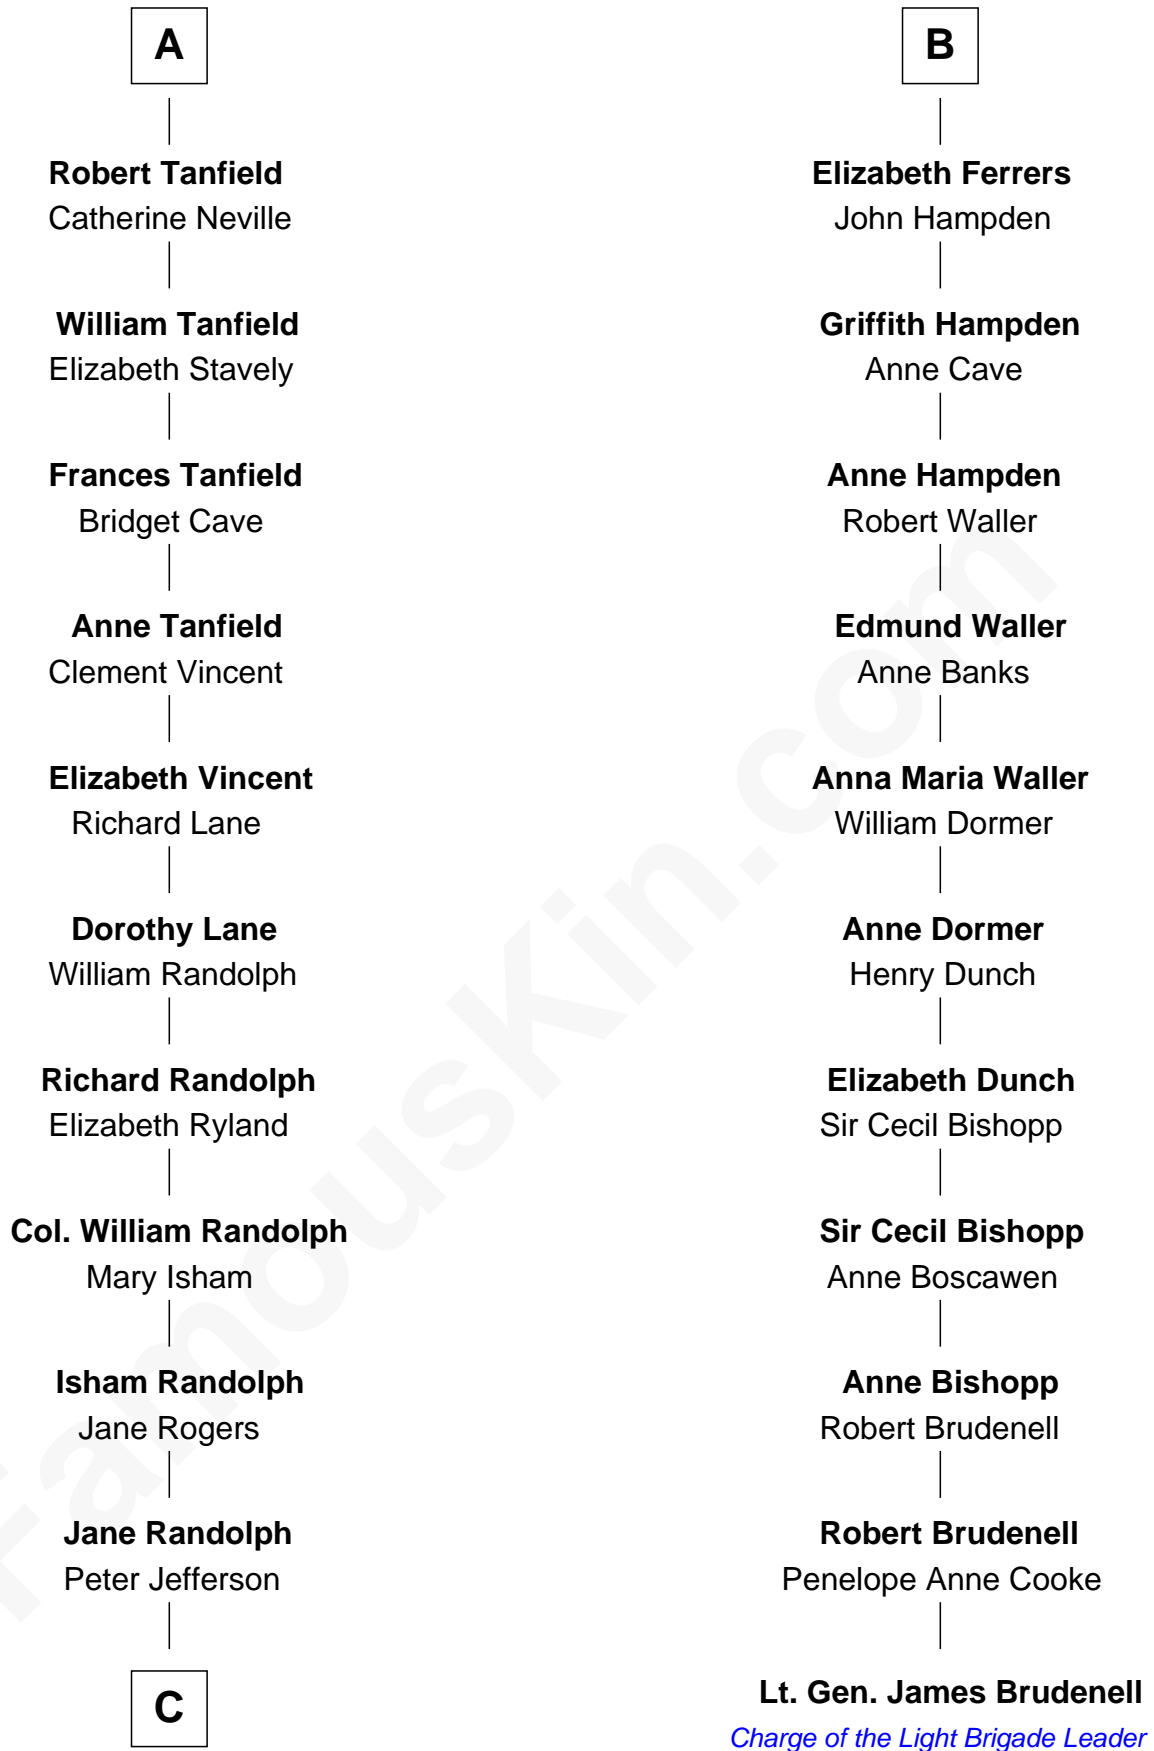 A
Robert Tanfield
Catherine Neville
William Tanfield
Elizabeth Stavely
Frances Tanfield
Bridget Cave
Anne Tanfield
Clement Vincent
Elizabeth Vincent
Richard Lane
Dorothy Lane
William Randolph
Richard Randolph
Elizabeth Ryland
Col. William Randolph
Mary Isham
Isham Randolph
Jane Rogers
Jane Randolph
Peter Jefferson
C
B
Elizabeth Ferrers
John Hampden
Griffith Hampden
Anne Cave
Anne Hampden
Robert Waller
Edmund Waller
Anne Banks
Anna Maria Waller
William Dormer
Anne Dormer
Henry Dunch
Elizabeth Dunch
Sir Cecil Bishopp
Sir Cecil Bishopp
Anne Boscawen
Anne Bishopp
Robert Brudenell
Robert Brudenell
Penelope Anne Cooke
Lt. Gen. James Brudenell
Charge of the Light Brigade Leader
FamousKin.com